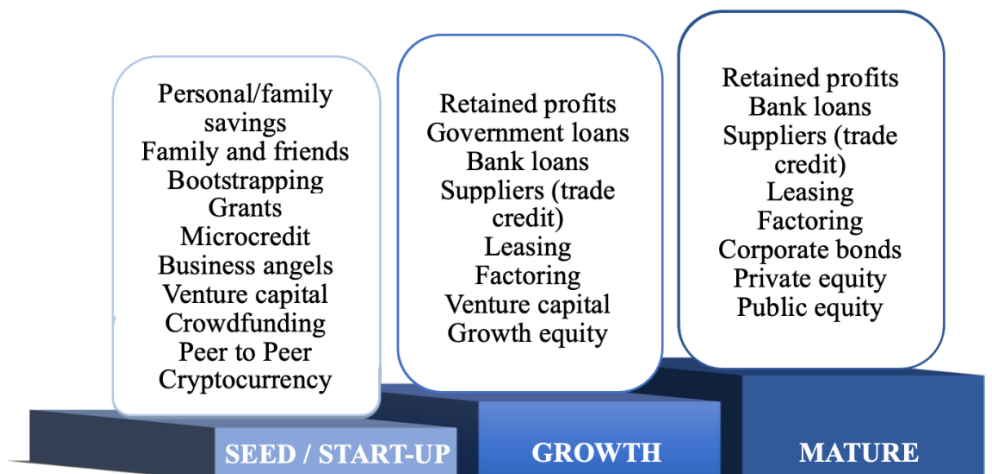 Personal/family
savings
Family and friends
Bootstrapping
Grants
Microcredit
Business angels
Venture capital
Crowdfunding
Peer to Peer
Cryptocurrency
SEED / START-UP
Retained profits
Government loans
Bank loans
Suppliers (trade
credit)
Leasing
Factoring
Venture capital
Growth equity
GROWTH
Retained profits
Bank loans
Suppliers (trade
credit)
Leasing
Factoring
Corporate bonds
Private equity
Public equity
MATURE